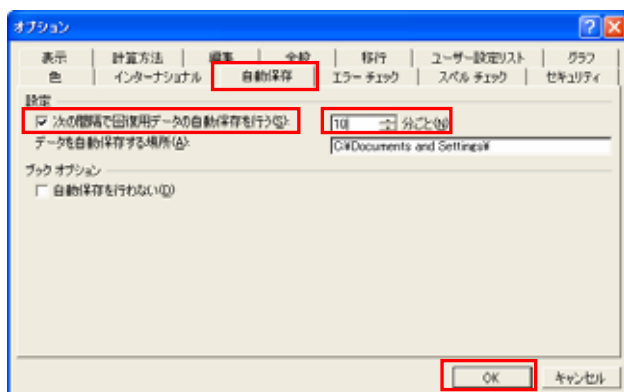 オプション
表示 計算方法 編集 全般 移行 ユーザー設定リスト グラフ
色 インターナショナル 自動保存 エラー チェック スペル チェック セキュリティ
設定
次の間隔で回復用データの自動保存を行う(S): 10 分ごと(N)
データを自動保存する場所(A): C:¥Documents and Settings¥
ブック オプション
自動保存を行わない(D)
OK キャンセル